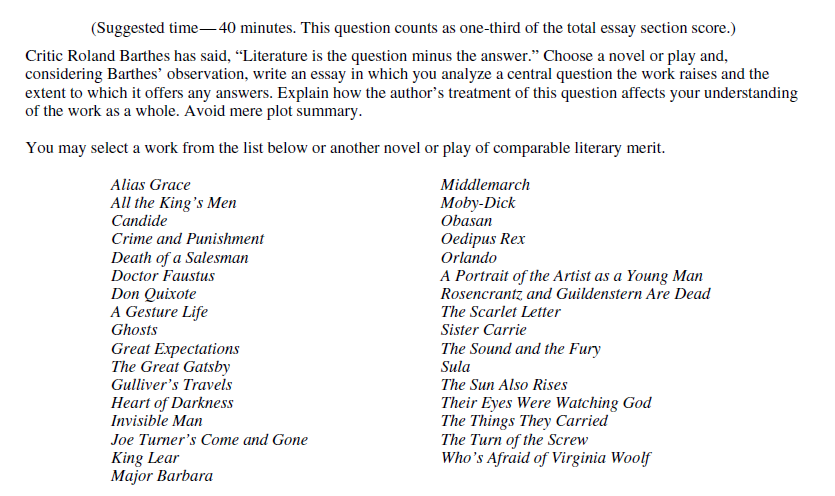 (Suggested time—40 minutes. This question counts as one-third of the total essay section score.)
Critic Roland Barthes has said, “Literature is the question minus the answer.” Choose a novel or play and,
considering Barthes’ observation, write an essay in which you analyze a central question the work raises and the
extent to which it offers any answers. Explain how the author’s treatment of this question affects your understanding
of the work as a whole. Avoid mere plot summary.
You may select a work from the list below or another novel or play of comparable literary merit.
Alias Grace
All the King’s Men
Candide
Crime and Punishment
Death of a Salesman
Doctor Faustus
Don Quixote
A Gesture Life
Ghosts
Great Expectations
The Great Gatsby
Gulliver’s Travels
Heart of Darkness
Invisible Man
Joe Turner’s Come and Gone
King Lear
Major Barbara
Middlemarch
Moby-Dick
Obasan
Oedipus Rex
Orlando
A Portrait of the Artist as a Young Man
Rosencrantz and Guildenstern Are Dead
The Scarlet Letter
Sister Carrie
The Sound and the Fury
Sula
The Sun Also Rises
Their Eyes Were Watching God
The Things They Carried
The Turn of the Screw
Who’s Afraid of Virginia Woolf